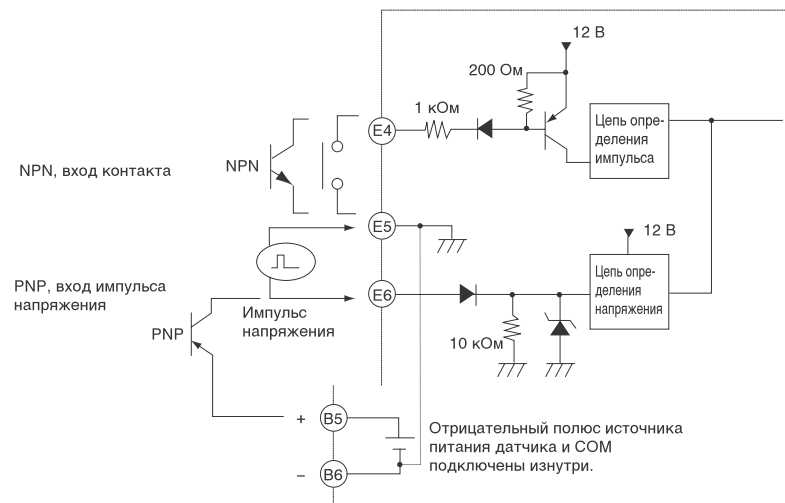 12 В
200 Ом
1 кОм
E4
Цепь опре-
деления
импульса
NPN, вход контакта
NPN
E5
12 В
Цепь опре-
деления
напряжения
PNP, вход импульса
напряжения
E6
Импульс
напряжения
PNP
10 кОм
+
B5
Отрицательный полюс источника
питания датчика и COM
подключены изнутри.
–
B6